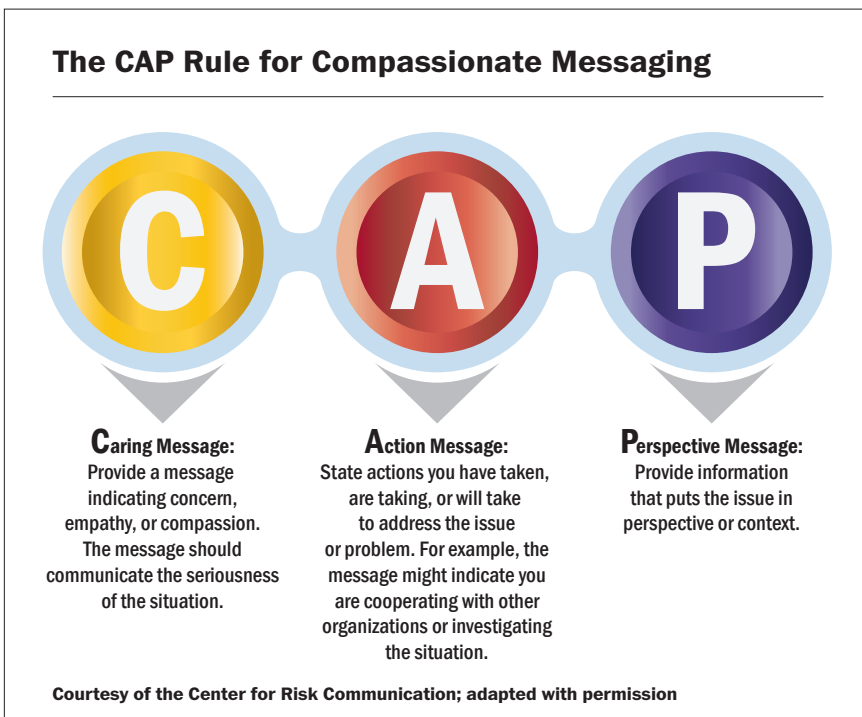 The CAP Rule for Compassionate Messaging
C A P
Caring Message:
Provide a message
indicating concern,
empathy, or compassion.
The message should
communicate the seriousness
of the situation.
Action Message:
State actions you have taken,
are taking, or will take
to address the issue
or problem. For example, the
message might indicate you
are cooperating with other
organizations or investigating
the situation.
Perspective Message:
Provide information
that puts the issue in
perspective or context.
Courtesy of the Center for Risk Communication; adapted with permission